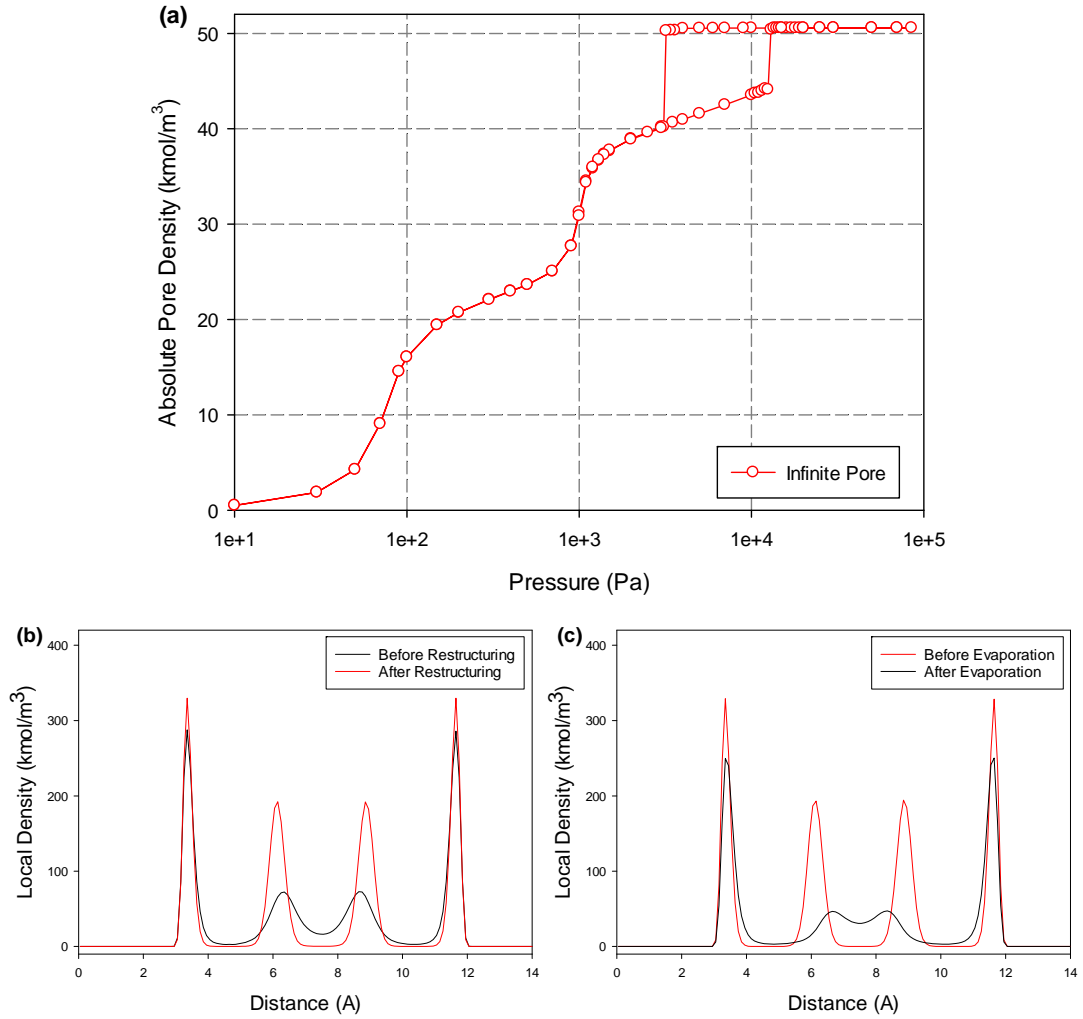 (a)
50
40
30
20
10
0
Absolute Pore Density (kmol/m³)
Infinite Pore
1e+1 1e+2 1e+3 1e+4 1e+5
Pressure (Pa)
(b)
400
300
200
100
0
Local Density (kmol/m³)
Before Restructuring
After Restructuring
0 2 4 6 8 10 12 14
Distance (A)
(c)
400
300
200
100
0
Local Density (kmol/m³)
Before Evaporation
After Evaporation
0 2 4 6 8 10 12 14
Distance (A)